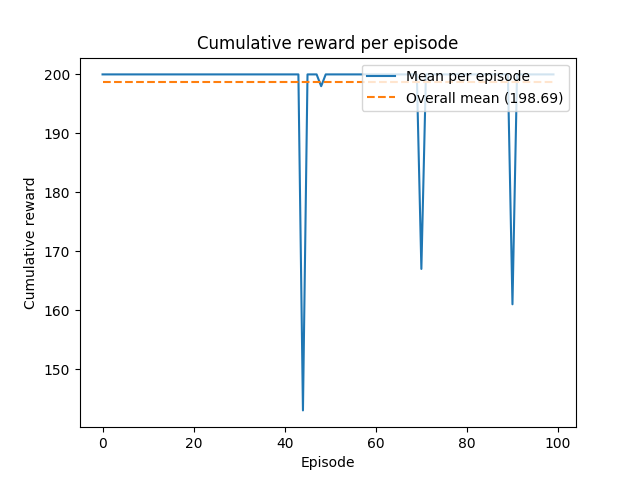 Cumulative reward per episode
Mean per episode
Overall mean (198.69)
200
190
180
170
160
150
Cumulative reward
0 20 40 60 80 100
Episode